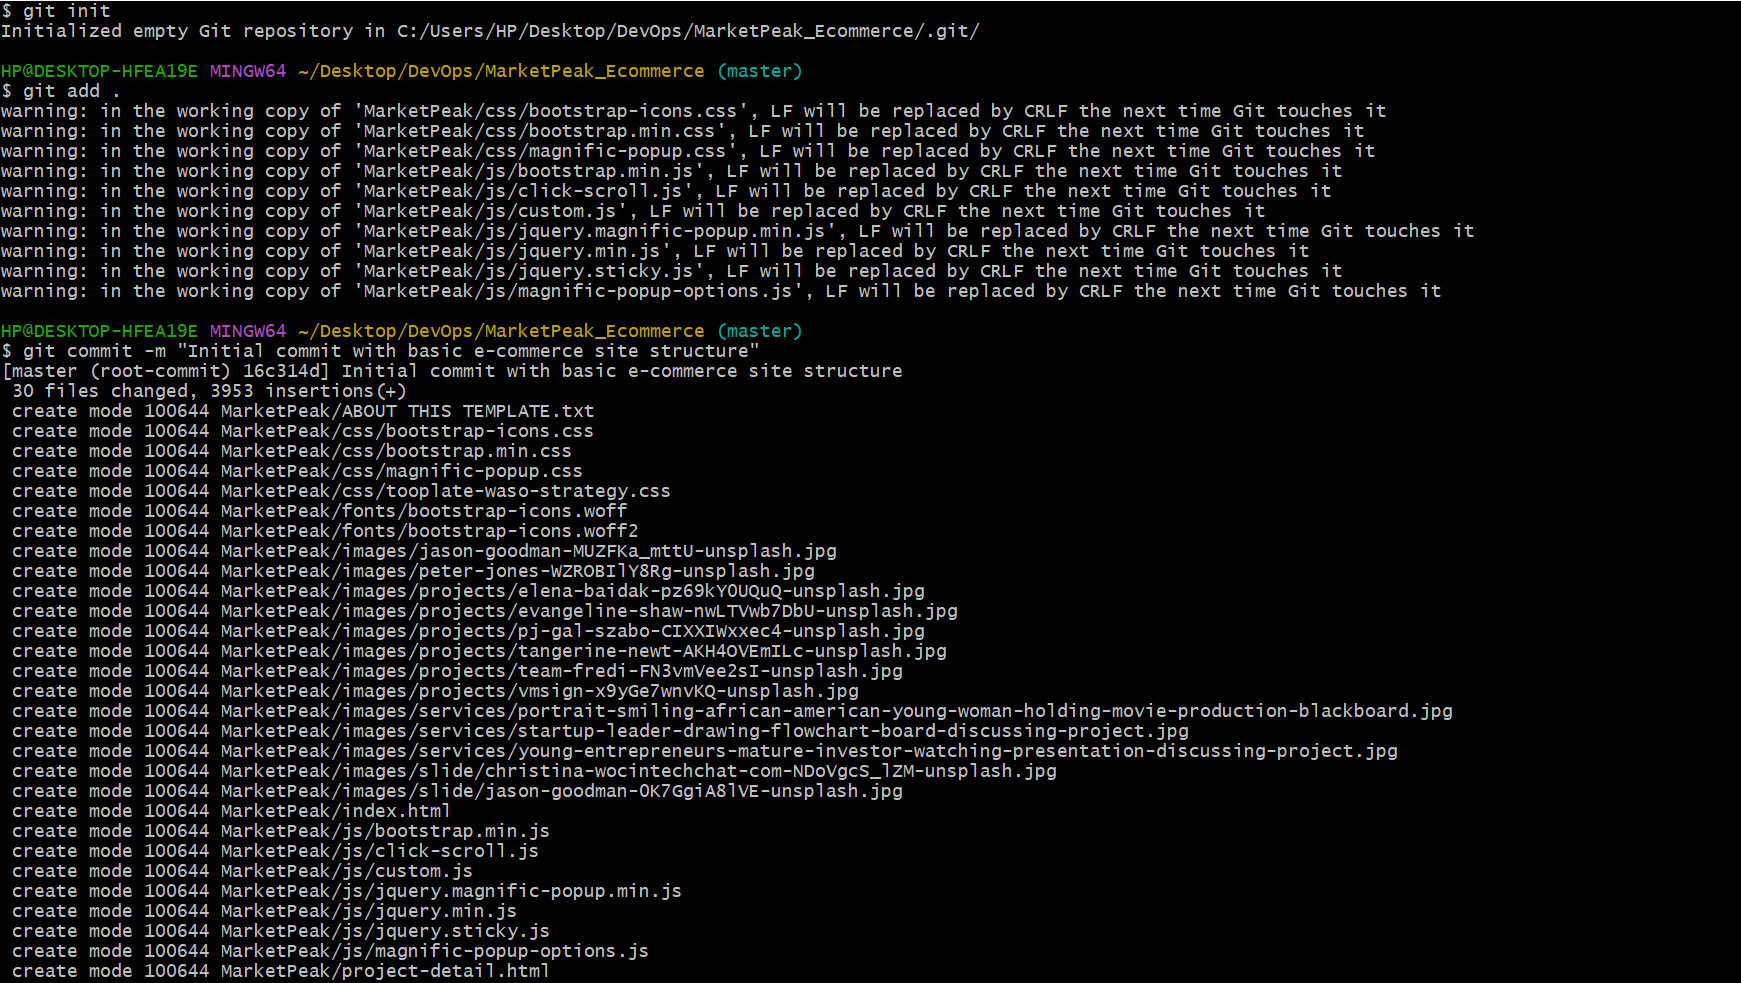 $ git init
Initialized empty Git repository in C:/Users/HP/Desktop/DevOps/MarketPeak_Ecommerce/.git/
HP@DESKTOP-HFEA19E MINGW64 ~/Desktop/DevOps/MarketPeak_Ecommerce (master)
$ git add .
warning: in the working copy of 'MarketPeak/css/bootstrap-icons.css', LF will be replaced by CRLF the next time Git touches it
warning: in the working copy of 'MarketPeak/css/bootstrap.min.css', LF will be replaced by CRLF the next time Git touches it
warning: in the working copy of 'MarketPeak/css/magnific-popup.css', LF will be replaced by CRLF the next time Git touches it
warning: in the working copy of 'MarketPeak/js/bootstrap.min.js', LF will be replaced by CRLF the next time Git touches it
warning: in the working copy of 'MarketPeak/js/click-scroll.js', LF will be replaced by CRLF the next time Git touches it
warning: in the working copy of 'MarketPeak/js/custom.js', LF will be replaced by CRLF the next time Git touches it
warning: in the working copy of 'MarketPeak/js/jquery.magnific-popup.min.js', LF will be replaced by CRLF the next time Git touches it
warning: in the working copy of 'MarketPeak/js/jquery.min.js', LF will be replaced by CRLF the next time Git touches it
warning: in the working copy of 'MarketPeak/js/jquery.sticky.js', LF will be replaced by CRLF the next time Git touches it
warning: in the working copy of 'MarketPeak/js/magnific-popup-options.js', LF will be replaced by CRLF the next time Git touches it
HP@DESKTOP-HFEA19E MINGW64 ~/Desktop/DevOps/MarketPeak_Ecommerce (master)
$ git commit -m "Initial commit with basic e-commerce site structure"
[master (root-commit) 16c314d] Initial commit with basic e-commerce site structure
 30 files changed, 3953 insertions(+)
 create mode 100644 MarketPeak/ABOUT THIS TEMPLATE.txt
 create mode 100644 MarketPeak/css/bootstrap-icons.css
 create mode 100644 MarketPeak/css/bootstrap.min.css
 create mode 100644 MarketPeak/css/magnific-popup.css
 create mode 100644 MarketPeak/css/tooplate-waso-strategy.css
 create mode 100644 MarketPeak/fonts/bootstrap-icons.woff
 create mode 100644 MarketPeak/fonts/bootstrap-icons.woff2
 create mode 100644 MarketPeak/images/jason-goodman-MUZFKa_mttU-unsplash.jpg
 create mode 100644 MarketPeak/images/peter-jones-WZROBIlY8Rg-unsplash.jpg
 create mode 100644 MarketPeak/images/projects/elena-baidak-pz69kY0UQuQ-unsplash.jpg
 create mode 100644 MarketPeak/images/projects/evangeline-shaw-nwLTVwb7DbU-unsplash.jpg
 create mode 100644 MarketPeak/images/projects/pj-gal-szabo-CIXXIWxxec4-unsplash.jpg
 create mode 100644 MarketPeak/images/projects/tangerine-newt-AKH4OVEmILc-unsplash.jpg
 create mode 100644 MarketPeak/images/projects/team-fredi-FN3vmVee2sI-unsplash.jpg
 create mode 100644 MarketPeak/images/projects/vmsign-x9yGe7wnvKQ-unsplash.jpg
 create mode 100644 MarketPeak/images/services/portrait-smiling-african-american-young-woman-holding-movie-production-blackboard.jpg
 create mode 100644 MarketPeak/images/services/startup-leader-drawing-flowchart-board-discussing-project.jpg
 create mode 100644 MarketPeak/images/services/young-entrepreneurs-mature-investor-watching-presentation-discussing-project.jpg
 create mode 100644 MarketPeak/images/slide/christina-wocintechchat-com-NDoVgcS_lZM-unsplash.jpg
 create mode 100644 MarketPeak/images/slide/jason-goodman-0K7GgiA8lVE-unsplash.jpg
 create mode 100644 MarketPeak/index.html
 create mode 100644 MarketPeak/js/bootstrap.min.js
 create mode 100644 MarketPeak/js/click-scroll.js
 create mode 100644 MarketPeak/js/custom.js
 create mode 100644 MarketPeak/js/jquery.magnific-popup.min.js
 create mode 100644 MarketPeak/js/jquery.min.js
 create mode 100644 MarketPeak/js/jquery.sticky.js
 create mode 100644 MarketPeak/js/magnific-popup-options.js
 create mode 100644 MarketPeak/project-detail.html